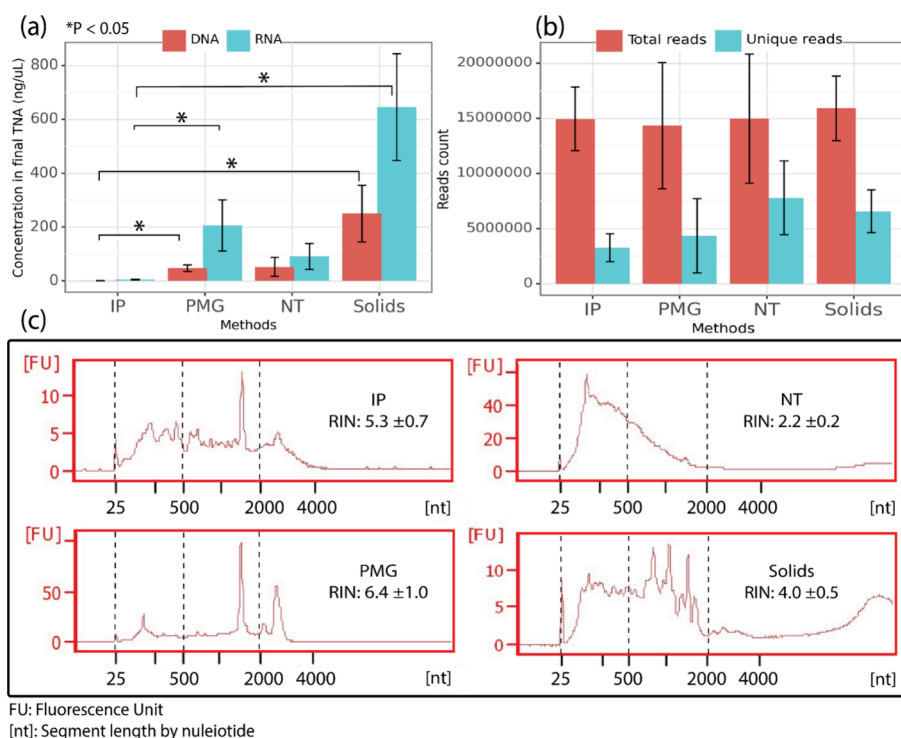 (a)
*P < 0.05
DNA RNA
Concentration in final TNA (ng/uL)
800
600
400
200
0
*
*
*
*
IP PMG NT Solids
Methods
(b)
Total reads Unique reads
Reads count
20000000
15000000
10000000
5000000
0
IP PMG NT Solids
Methods
(c)
[FU]
10
5
0
IP
RIN: 5.3 ±0.7
25 500 2000 4000 [nt]
[FU]
40
20
0
NT
RIN: 2.2 ±0.2
25 500 2000 4000 [nt]
[FU]
50
0
PMG
RIN: 6.4 ±1.0
25 500 2000 4000 [nt]
[FU]
10
5
0
Solids
RIN: 4.0 ±0.5
25 500 2000 4000 [nt]
FU: Fluorescence Unit
[nt]: Segment length by nuleiotide